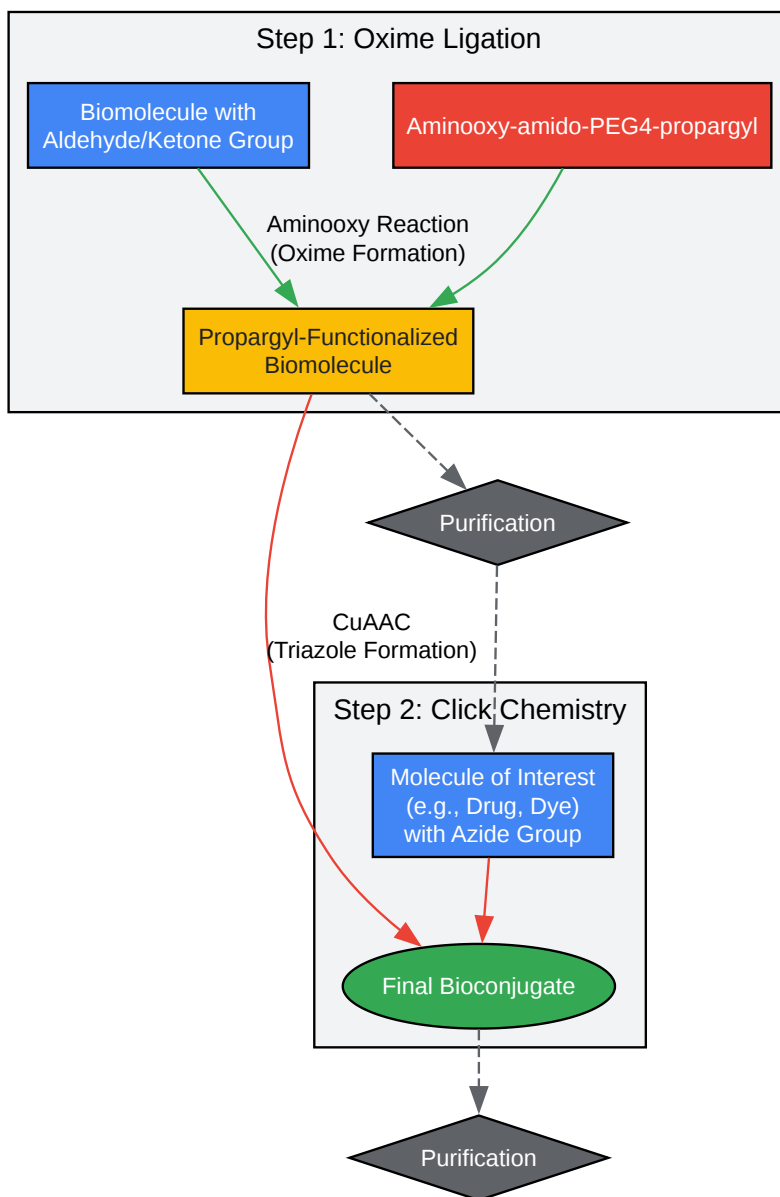 Step 1: Oxime Ligation
Biomolecule with
Aldehyde/Ketone Group
Aminooxy-amido-PEG4-propargyl
Aminooxy Reaction
(Oxime Formation)
Propargyl-Functionalized
Biomolecule
Purification
CuAAC
(Triazole Formation)
Step 2: Click Chemistry
Molecule of Interest
(e.g., Drug, Dye)
with Azide Group
Final Bioconjugate
Purification